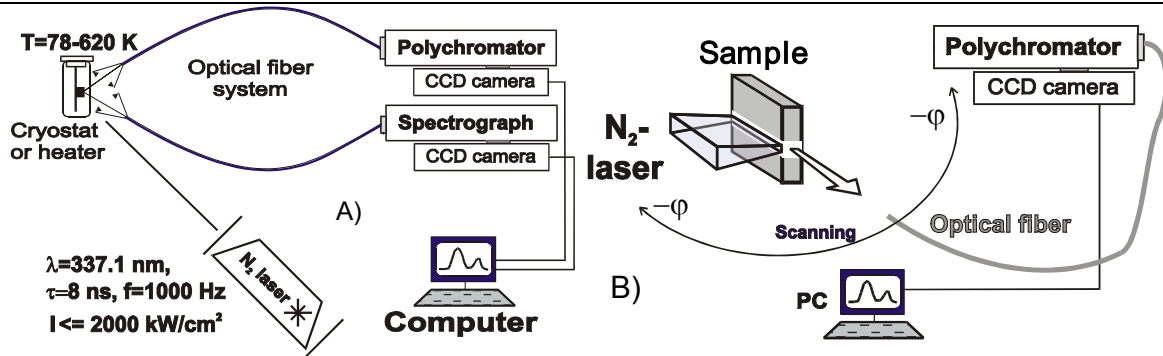 T=78-620 K
Optical fiber
system
Cryostat
or heater
Polychromator
CCD camera
Spectrograph
CCD camera
A)
N₂ laser
λ=337.1 nm,
τ=8 ns, f=1000 Hz
I <= 2000 kW/cm²
Computer
Sample
N₂-
laser
Polychromator
CCD camera
–φ
–φ
Scanning
Optical fiber
B)
PC